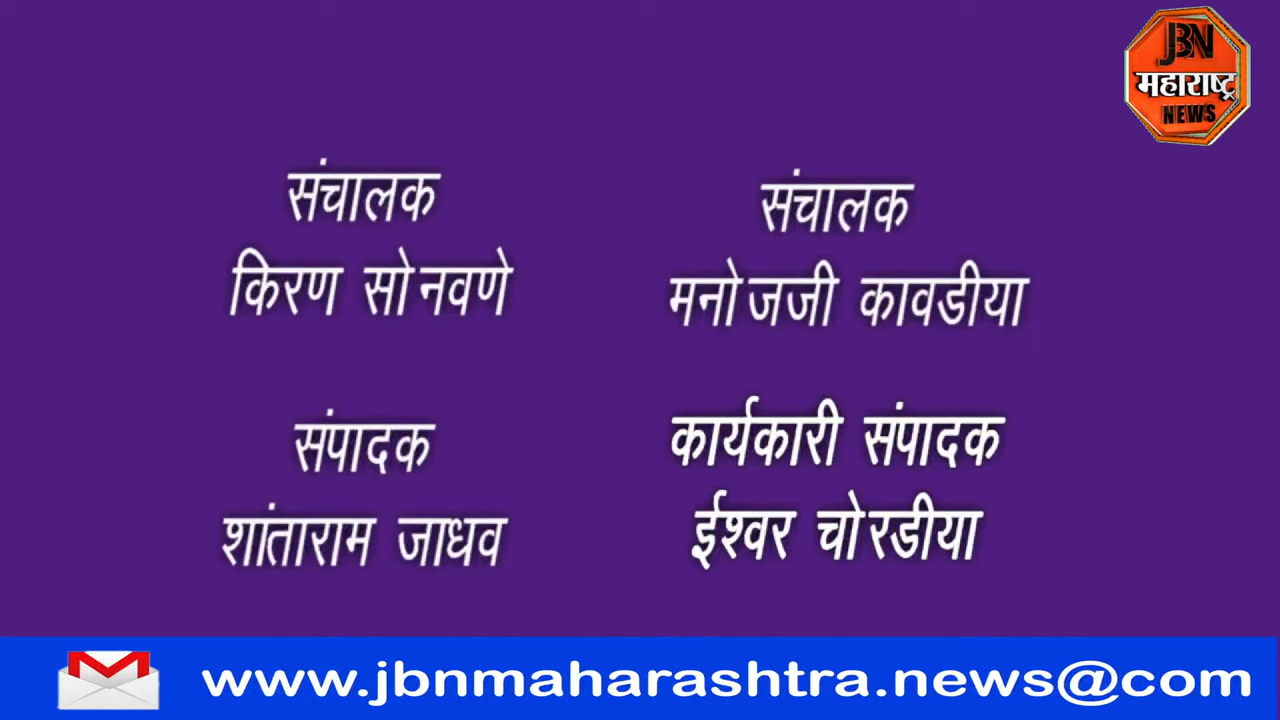 JBN
महाराष्ट्र
NEWS
संचालक
किरण सोनवणे
संचालक
मनोजजी कावडीया
संपादक
शांताराम जाधव
कार्यकारी संपादक
ईश्वर चोरडीया
www.jbnmaharashtra.news@com